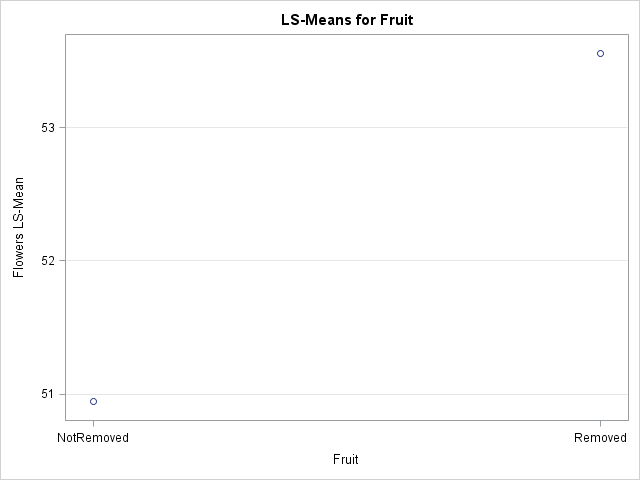 LS-Means for Fruit
Flowers LS-Mean
53
52
51
NotRemoved
Removed
Fruit